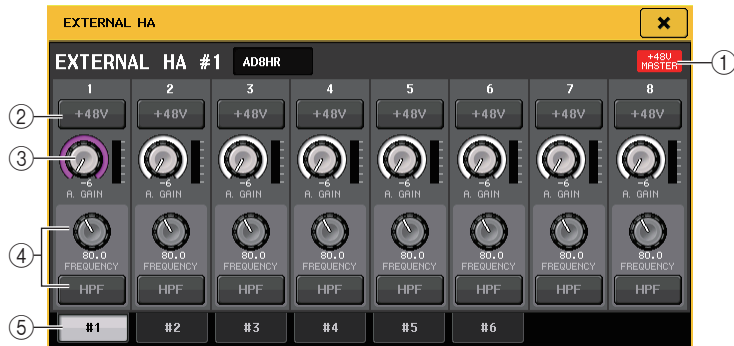 EXTERNAL HA
EXTERNAL HA #1 AD8HR +48V MASTER ①
1 2 3 4 5 6 7 8
② +48V +48V +48V +48V +48V +48V +48V +48V
③ -6 -6 -6 -6 -6 -6 -6 -6
A. GAIN A. GAIN A. GAIN A. GAIN A. GAIN A. GAIN A. GAIN A. GAIN
④ 80.0 80.0 80.0 80.0 80.0 80.0 80.0 80.0
FREQUENCY FREQUENCY FREQUENCY FREQUENCY FREQUENCY FREQUENCY FREQUENCY FREQUENCY
HPF HPF HPF HPF HPF HPF HPF HPF
⑤ #1 #2 #3 #4 #5 #6